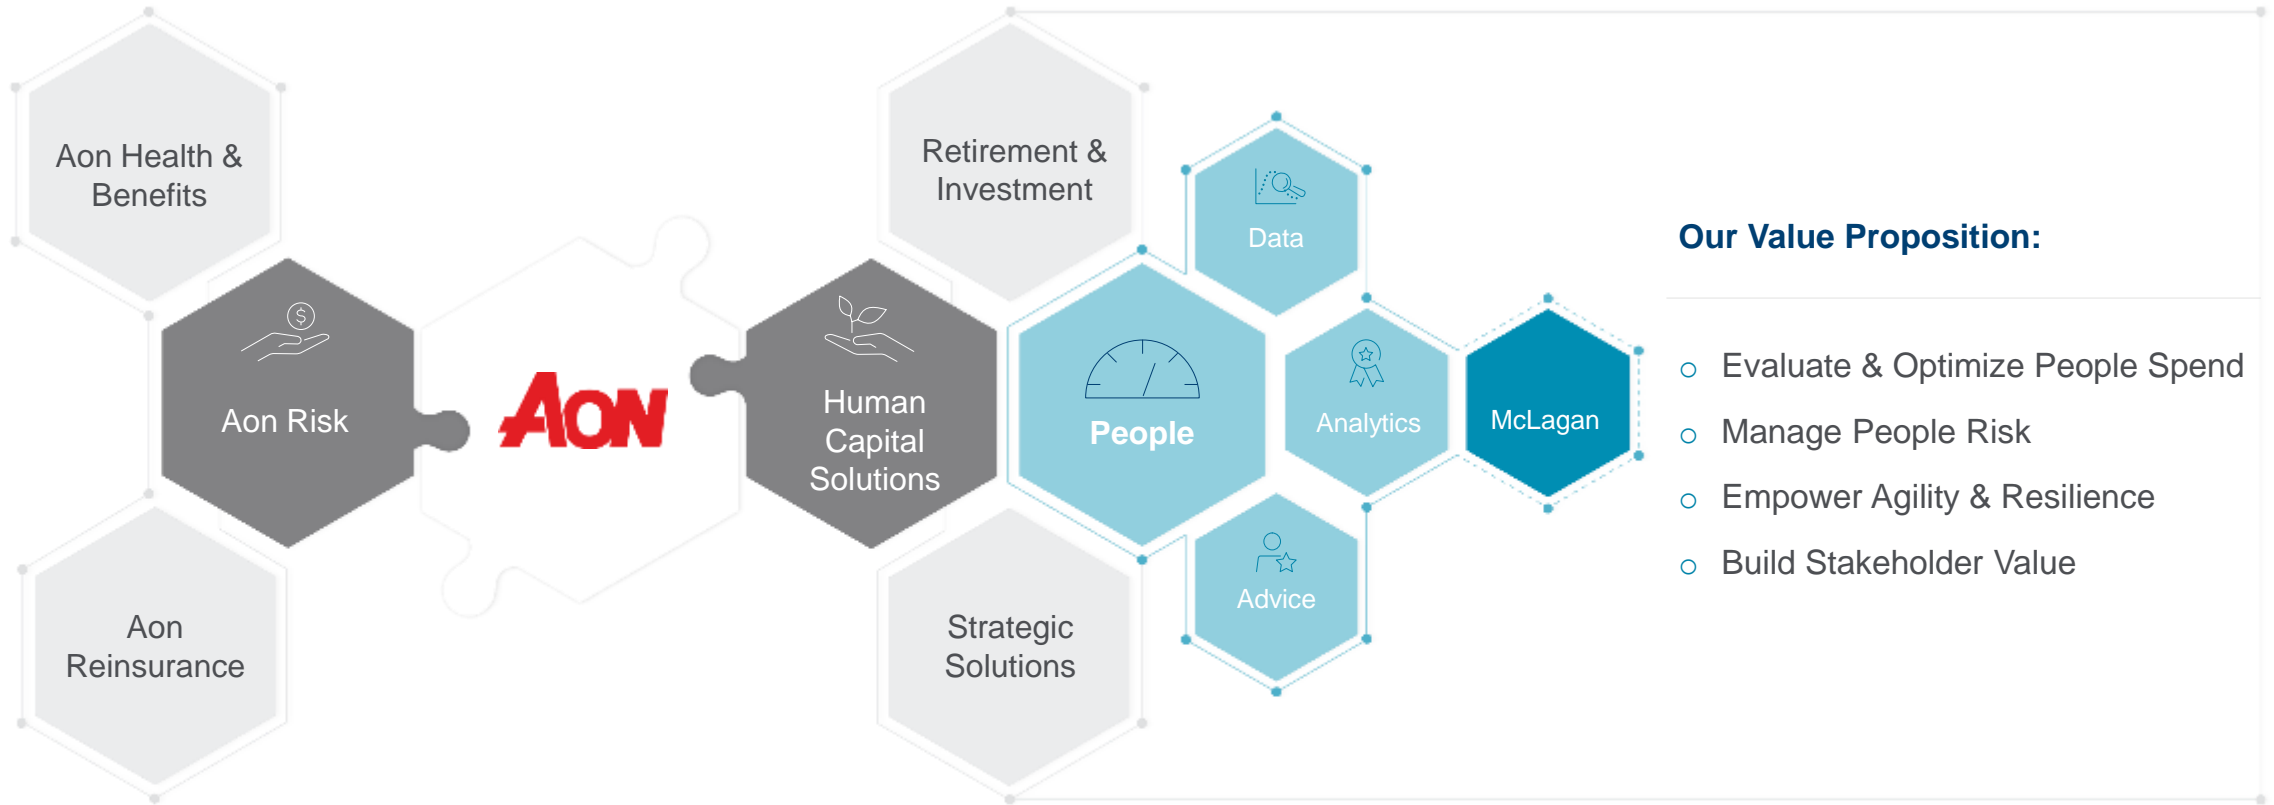 Aon Health &
Benefits
Aon Risk
$
Aon
Reinsurance
AON
Human
Capital
Solutions
Retirement &
Investment
Strategic
Solutions
People
Data
Analytics
Advice
McLagan
Our Value Proposition:
Evaluate & Optimize People Spend
Manage People Risk
Empower Agility & Resilience
Build Stakeholder Value